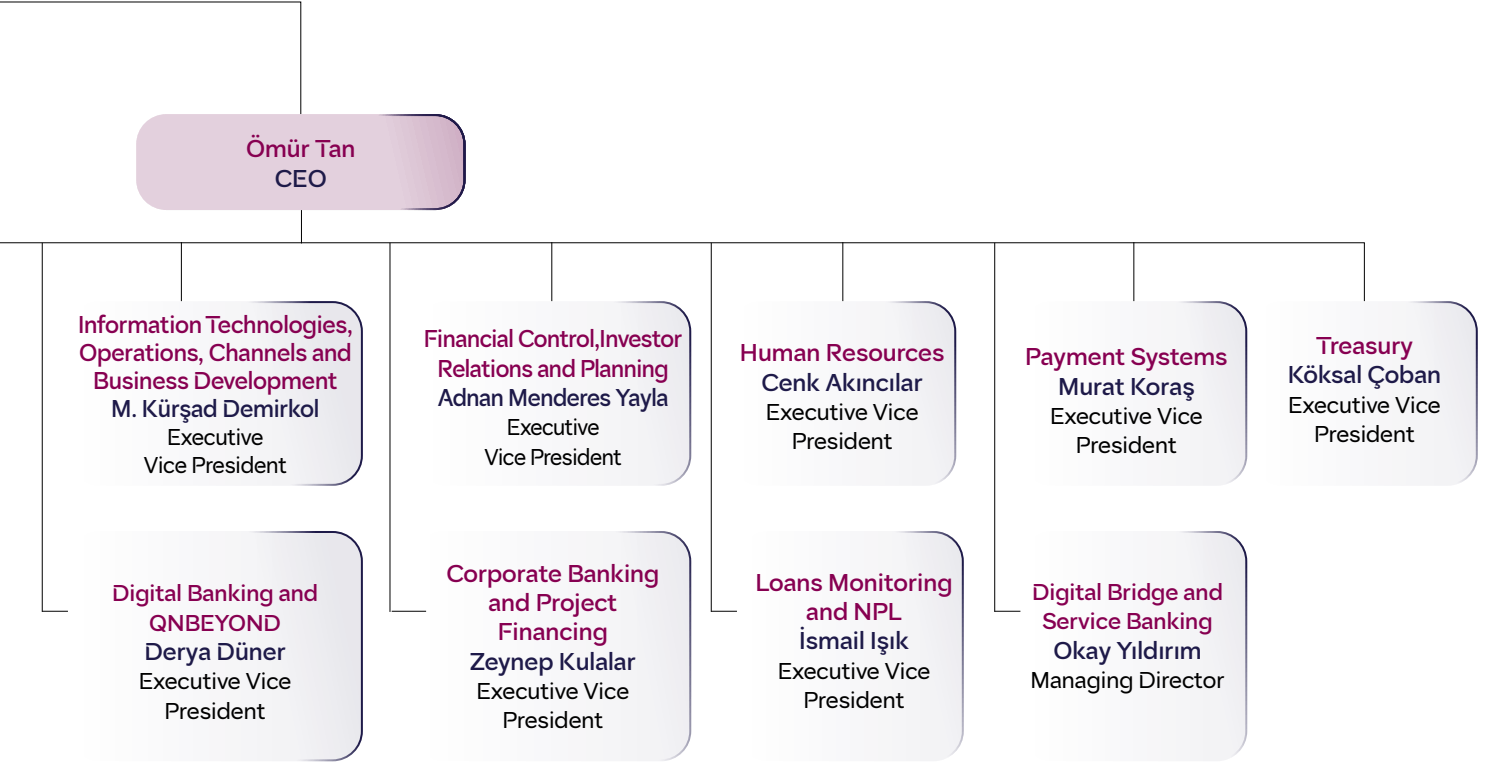 Ömür Tan
CEO
Information Technologies,
Operations, Channels and
Business Development
M. Kürşad Demirkol
Executive
Vice President
Financial Control,Investor
Relations and Planning
Adnan Menderes Yayla
Executive
Vice President
Human Resources
Cenk Akıncılar
Executive Vice
President
Payment Systems
Murat Koraş
Executive Vice
President
Treasury
Köksal Çoban
Executive Vice
President
Digital Banking and
QNBEYOND
Derya Düner
Executive Vice
President
Corporate Banking
and Project
Financing
Zeynep Kulalar
Executive Vice
President
Loans Monitoring
and NPL
İsmail Işık
Executive Vice
President
Digital Bridge and
Service Banking
Okay Yıldırım
Managing Director